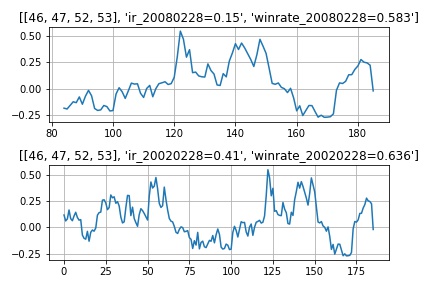 [[46, 47, 52, 53], 'ir_20080228=0.15', 'winrate_20080228=0.583']
0.50
0.25
0.00
−0.25
80 100 120 140 160 180
[[46, 47, 52, 53], 'ir_20020228=0.41', 'winrate_20020228=0.636']
0.50
0.25
0.00
−0.25
0 25 50 75 100 125 150 175